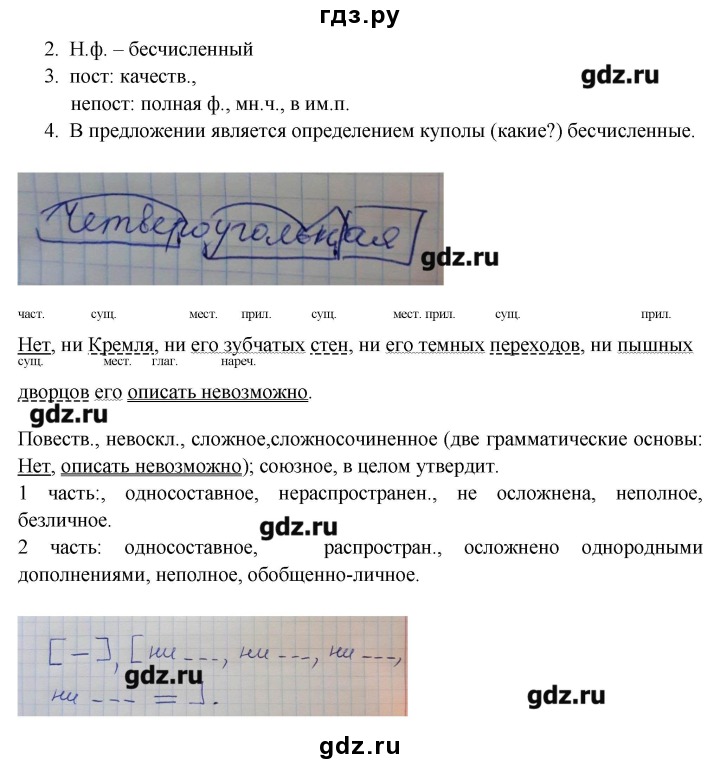 гдз.ру
2. Н.ф. – бесчисленный
3. пост: качеств.,
gdz.ru
непост: полная ф., мн.ч., в им.п.
4. В предложении является определением куполы (какие?) бесчисленные.
Четвероугольная
gdz.ru
част. сущ. мест. прил. сущ. мест. прил. сущ. прил.
Нет, ни Кремля, ни его зубчатых стен, ни его темных переходов, ни пышных
сущ. мест. глаг. нареч.
дворцов его описать невозможно.
gdz.ru
Повеств., невоскл., сложное,сложносочиненное (две грамматические основы:
Нет, описать невозможно); союзное, в целом утвердит.
1 часть:, односоставное, нераспространен., не осложнена, неполное,
безличное.
gdz.ru
2 часть: односоставное, распростран., осложнено однородными
дополнениями, неполное, обобщенно-личное.
[ – ], [ ни ---, ни ---, ни ---,
gdz.ru
ни --- = ].
gdz.ru
gdz.ru